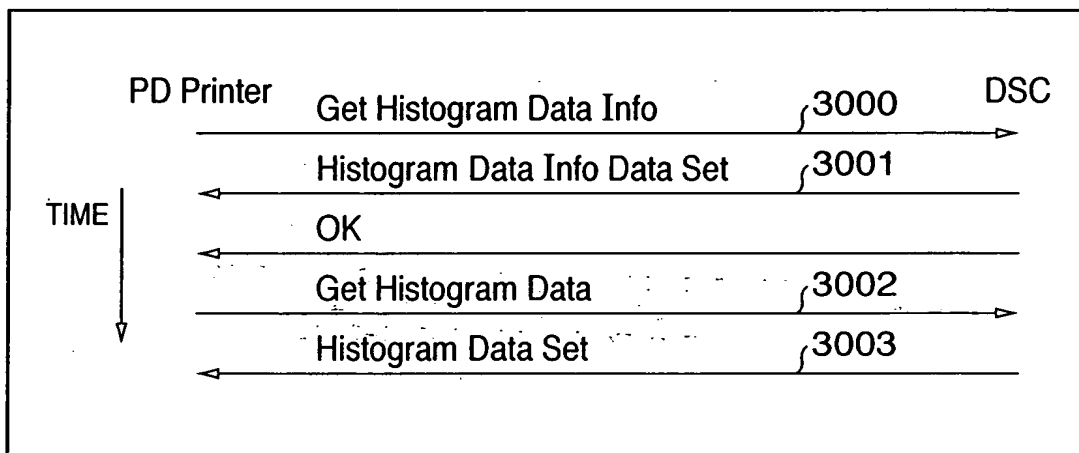 PD Printer
DSC
Get Histogram Data Info
3000
Histogram Data Info Data Set
3001
TIME
OK
Get Histogram Data
3002
Histogram Data Set
3003